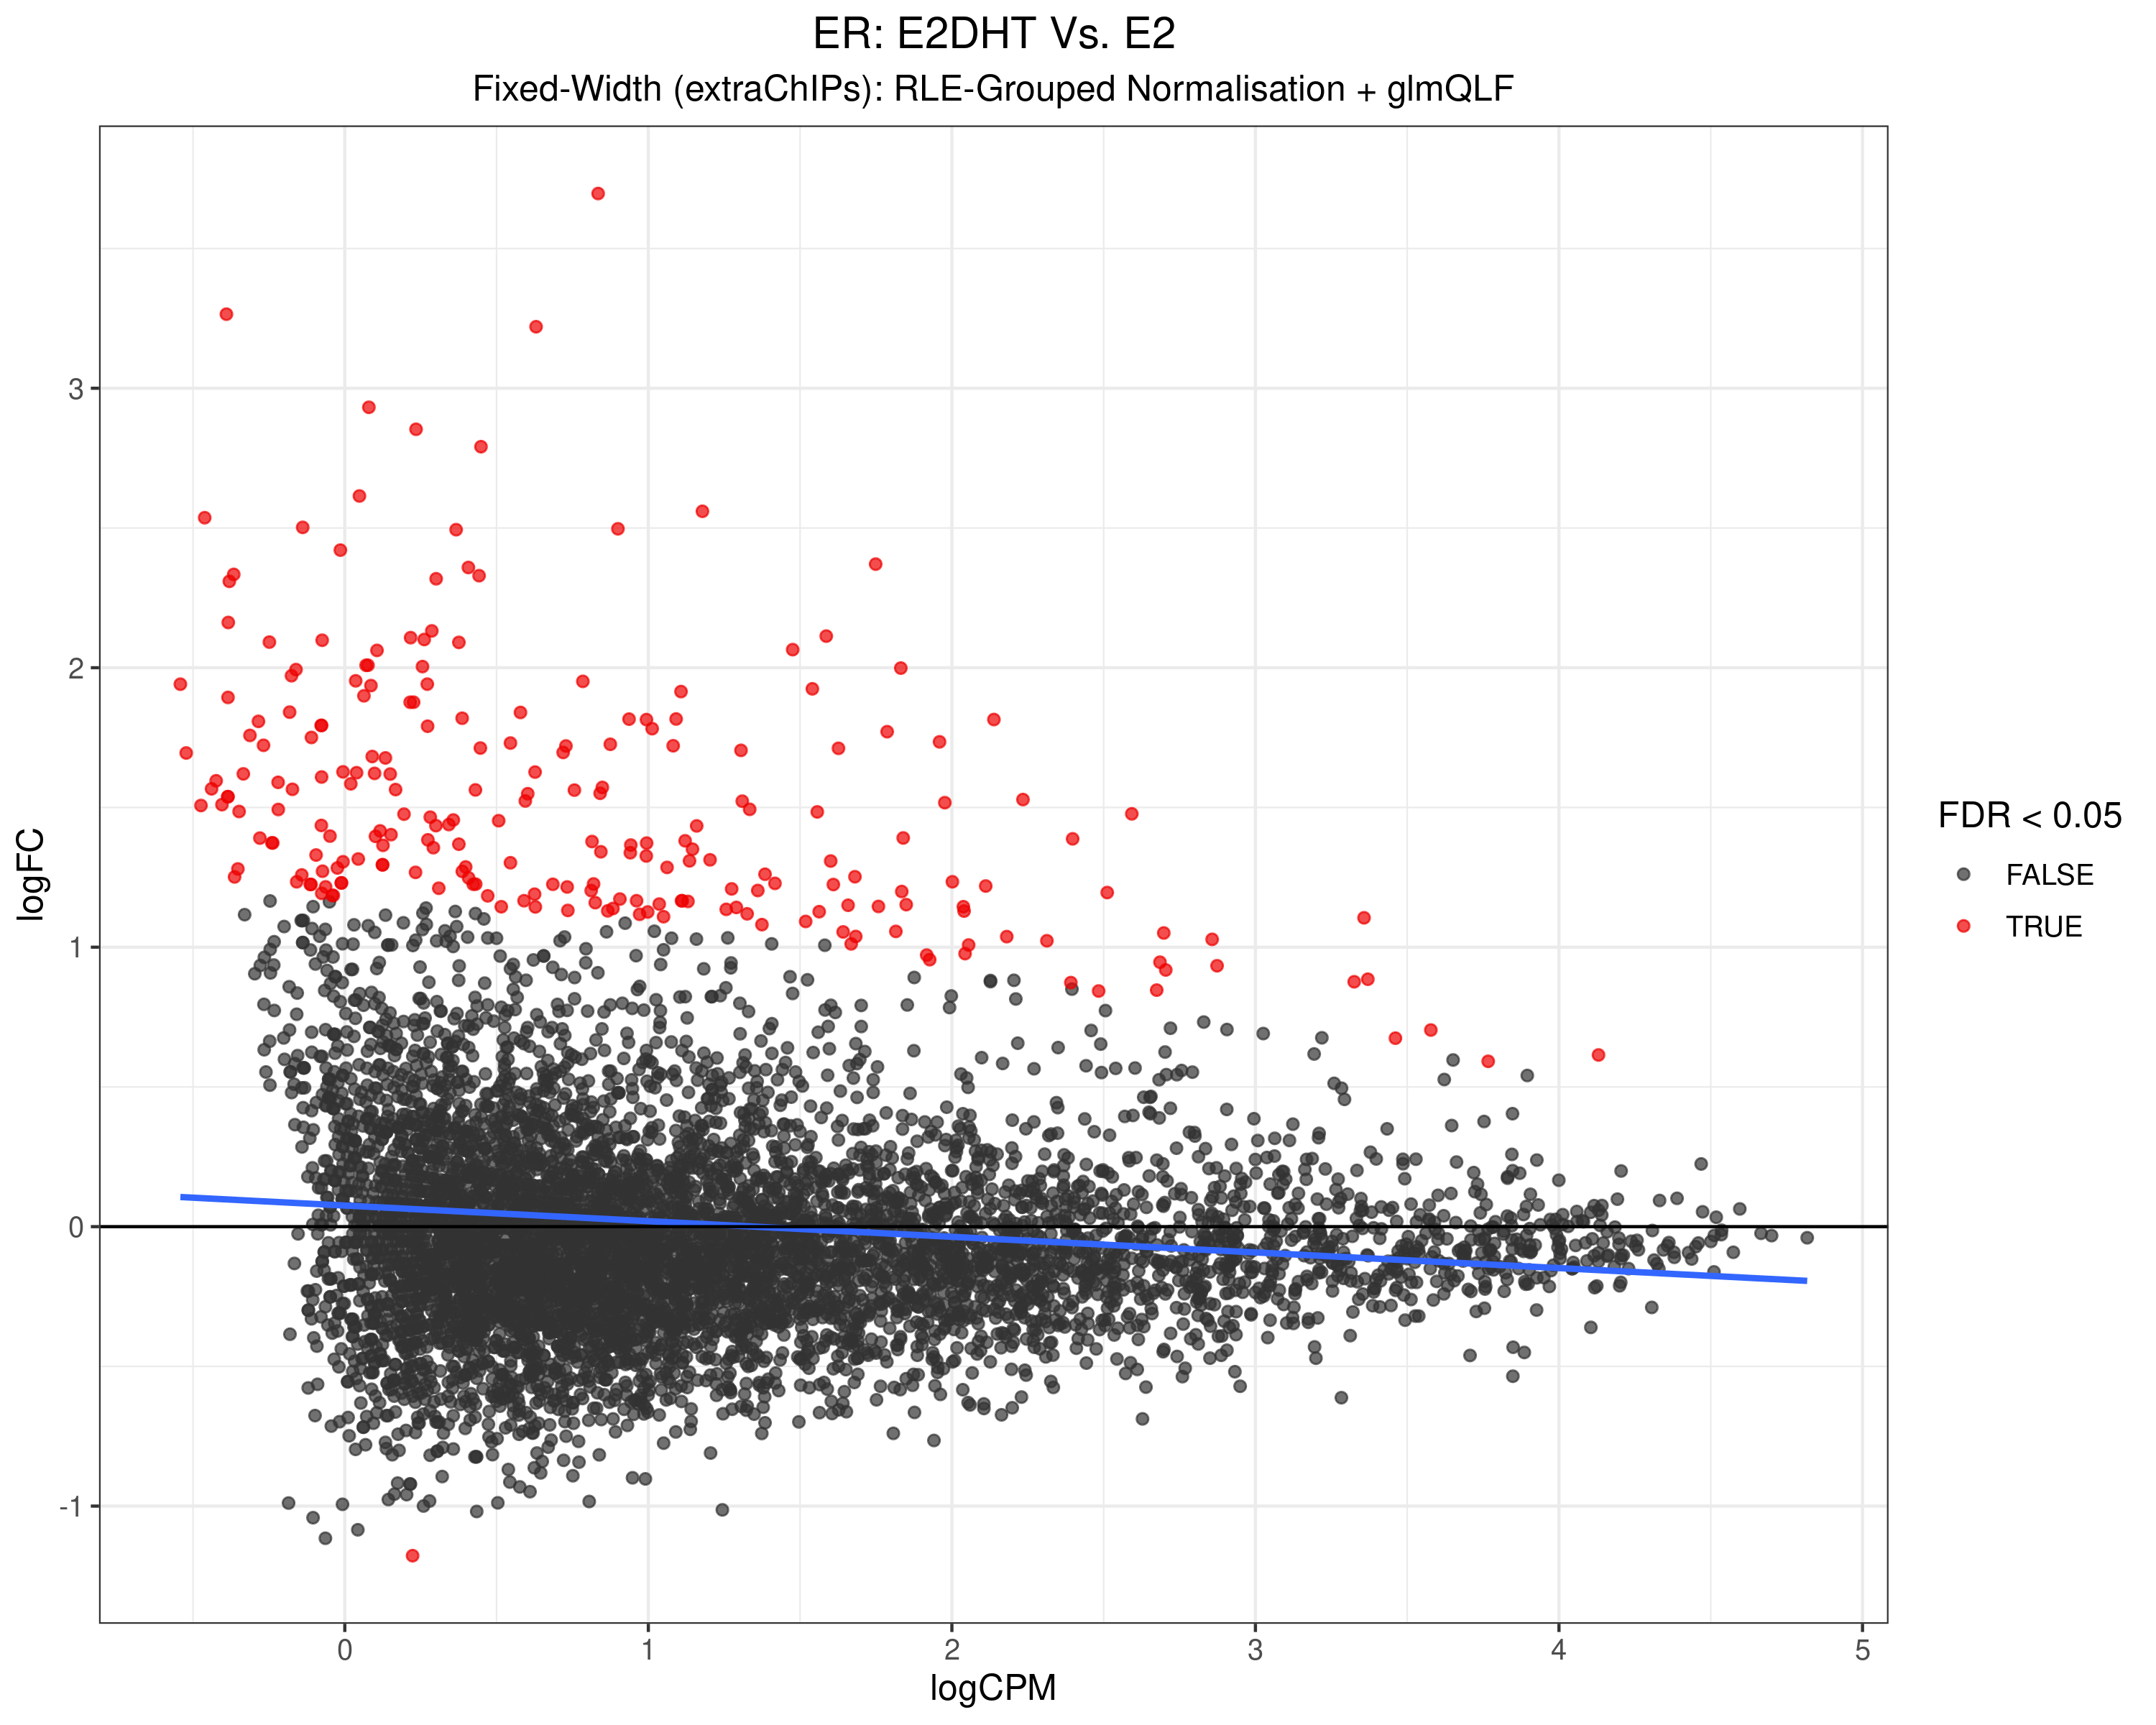 ER: E2DHT Vs. E2
Fixed-Width (extraChIPs): RLE-Grouped Normalisation + glmQLF
logFC
3
2
1
0
-1
0
1
2
3
4
5
logCPM
FDR < 0.05
FALSE
TRUE